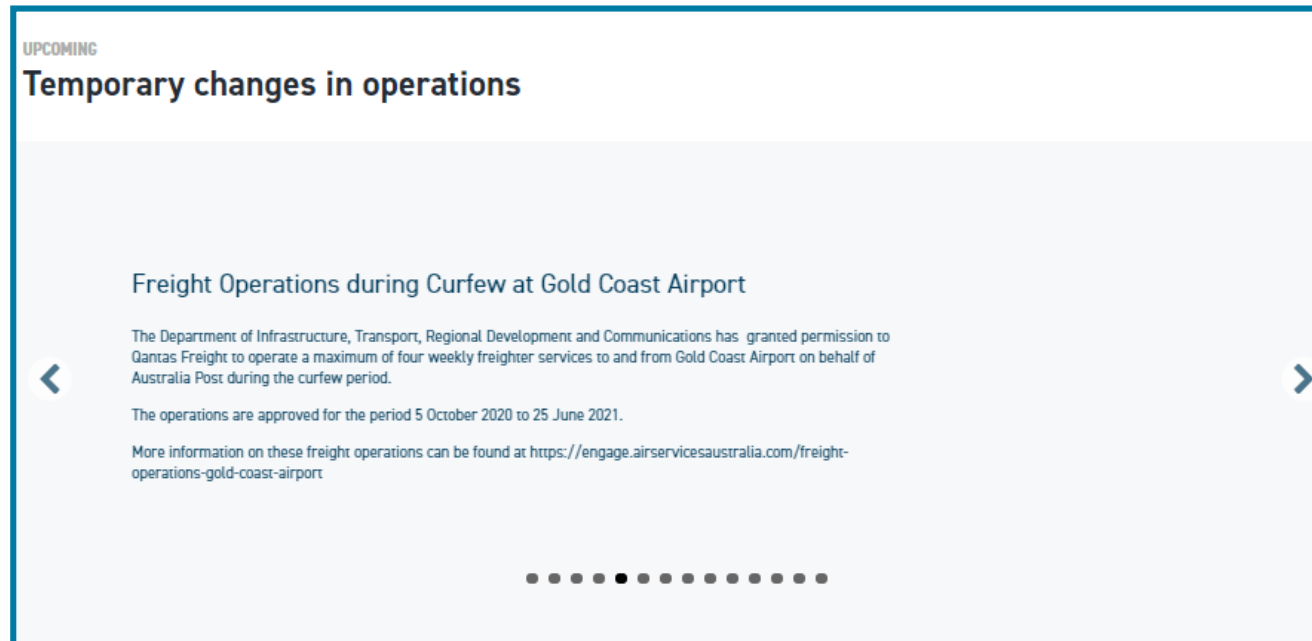 UPCOMING
Temporary changes in operations
Freight Operations during Curfew at Gold Coast Airport
The Department of Infrastructure, Transport, Regional Development and Communications has  granted permission to
Qantas Freight to operate a maximum of four weekly freighter services to and from Gold Coast Airport on behalf of
Australia Post during the curfew period.
The operations are approved for the period 5 October 2020 to 25 June 2021.
More information on these freight operations can be found at https://engage.airservicesaustralia.com/freight-
operations-gold-coast-airport